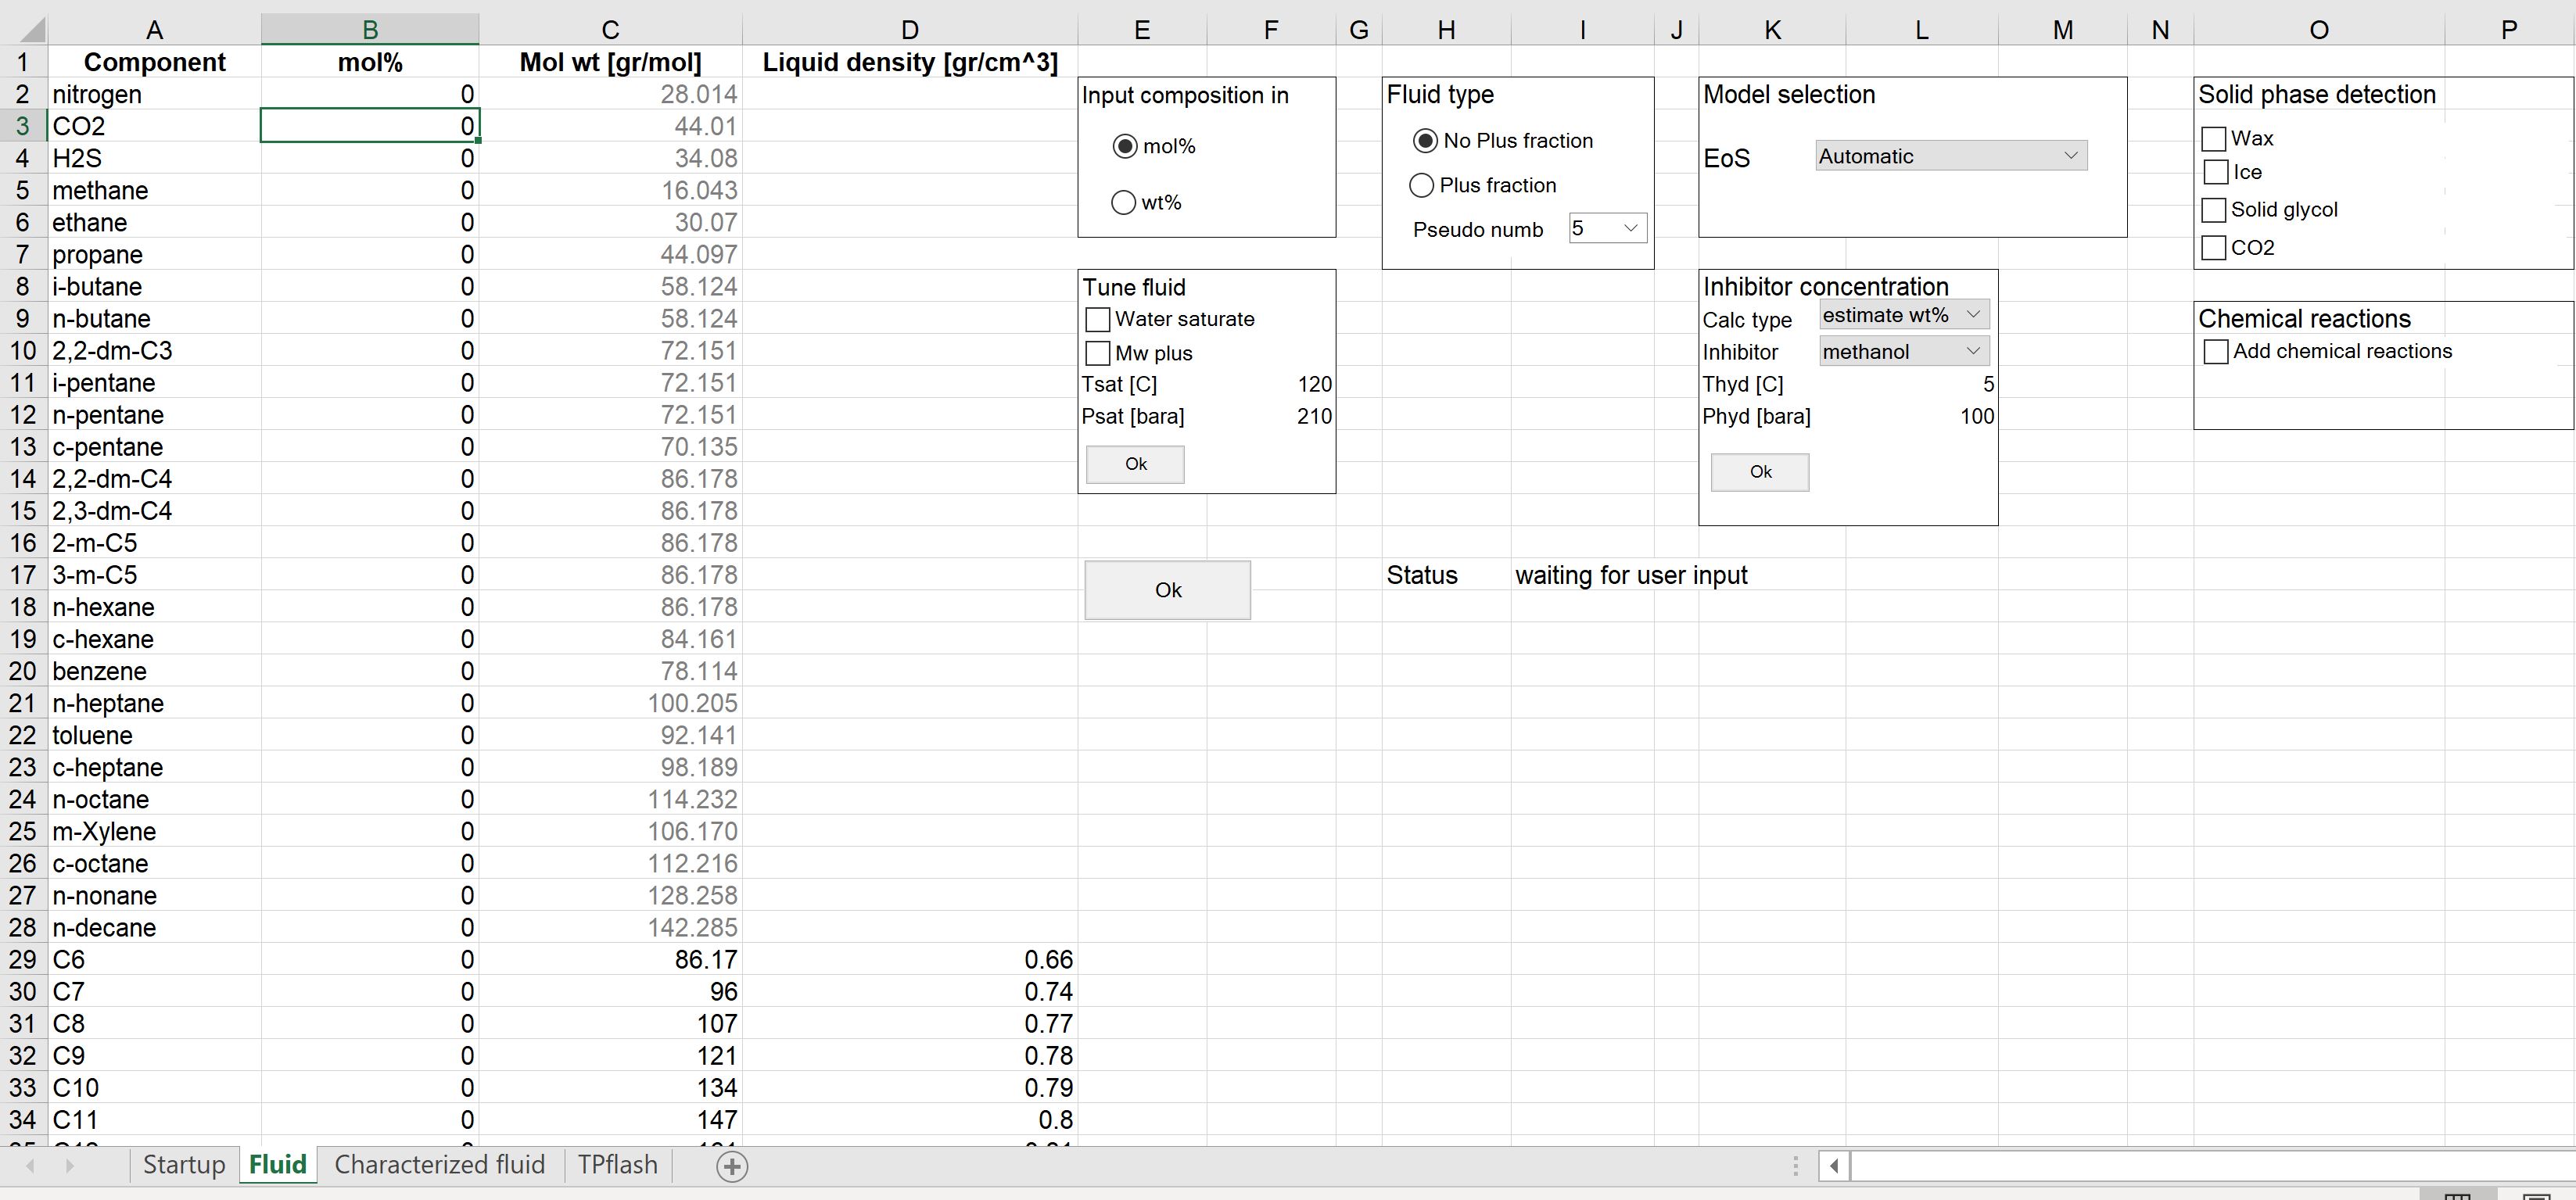 A B C D E F G H I J K L M N O P
1 Component mol% Mol wt [gr/mol] Liquid density [gr/cm^3]
2 nitrogen 0 28.014 Input composition in Fluid type Model selection Solid phase detection
3 CO2 0 44.01 mol% No Plus fraction EoS Automatic Wax
4 H2S 0 34.08 Ice
5 methane 0 16.043 Plus fraction Solid glycol
6 ethane 0 30.07 wt% Pseudo numb 5
7 propane 0 44.097 CO2
8 i-butane 0 58.124 Tune fluid Inhibitor concentration
9 n-butane 0 58.124 Water saturate Calc type estimate wt% Chemical reactions
10 2,2-dm-C3 0 72.151 Mw plus Inhibitor methanol Add chemical reactions
11 i-pentane 0 72.151 Tsat [C] 120 Thyd [C] 5
12 n-pentane 0 72.151 Psat [bara] 210 Phyd [bara] 100
13 c-pentane 0 70.135 Ok
14 2,2-dm-C4 0 86.178 Ok
15 2,3-dm-C4 0 86.178
16 2-m-C5 0 86.178
17 3-m-C5 0 86.178 Ok Status waiting for user input
18 n-hexane 0 86.178
19 c-hexane 0 84.161
20 benzene 0 78.114
21 n-heptane 0 100.205
22 toluene 0 92.141
23 c-heptane 0 98.189
24 n-octane 0 114.232
25 m-Xylene 0 106.170
26 c-octane 0 112.216
27 n-nonane 0 128.258
28 n-decane 0 142.285
29 C6 0 86.17 0.66
30 C7 0 96 0.74
31 C8 0 107 0.77
32 C9 0 121 0.78
33 C10 0 134 0.79
34 C11 0 147 0.8
Startup Fluid Characterized fluid TPflash